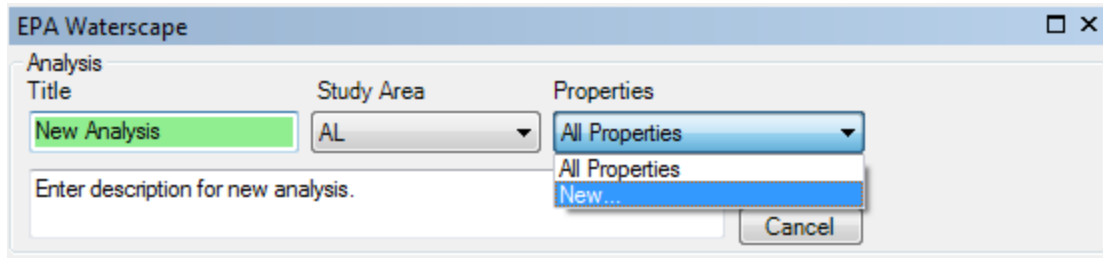 EPA Waterscape
Analysis
Title Study Area Properties
New Analysis AL All Properties
All Properties
Enter description for new analysis. New...
Cancel